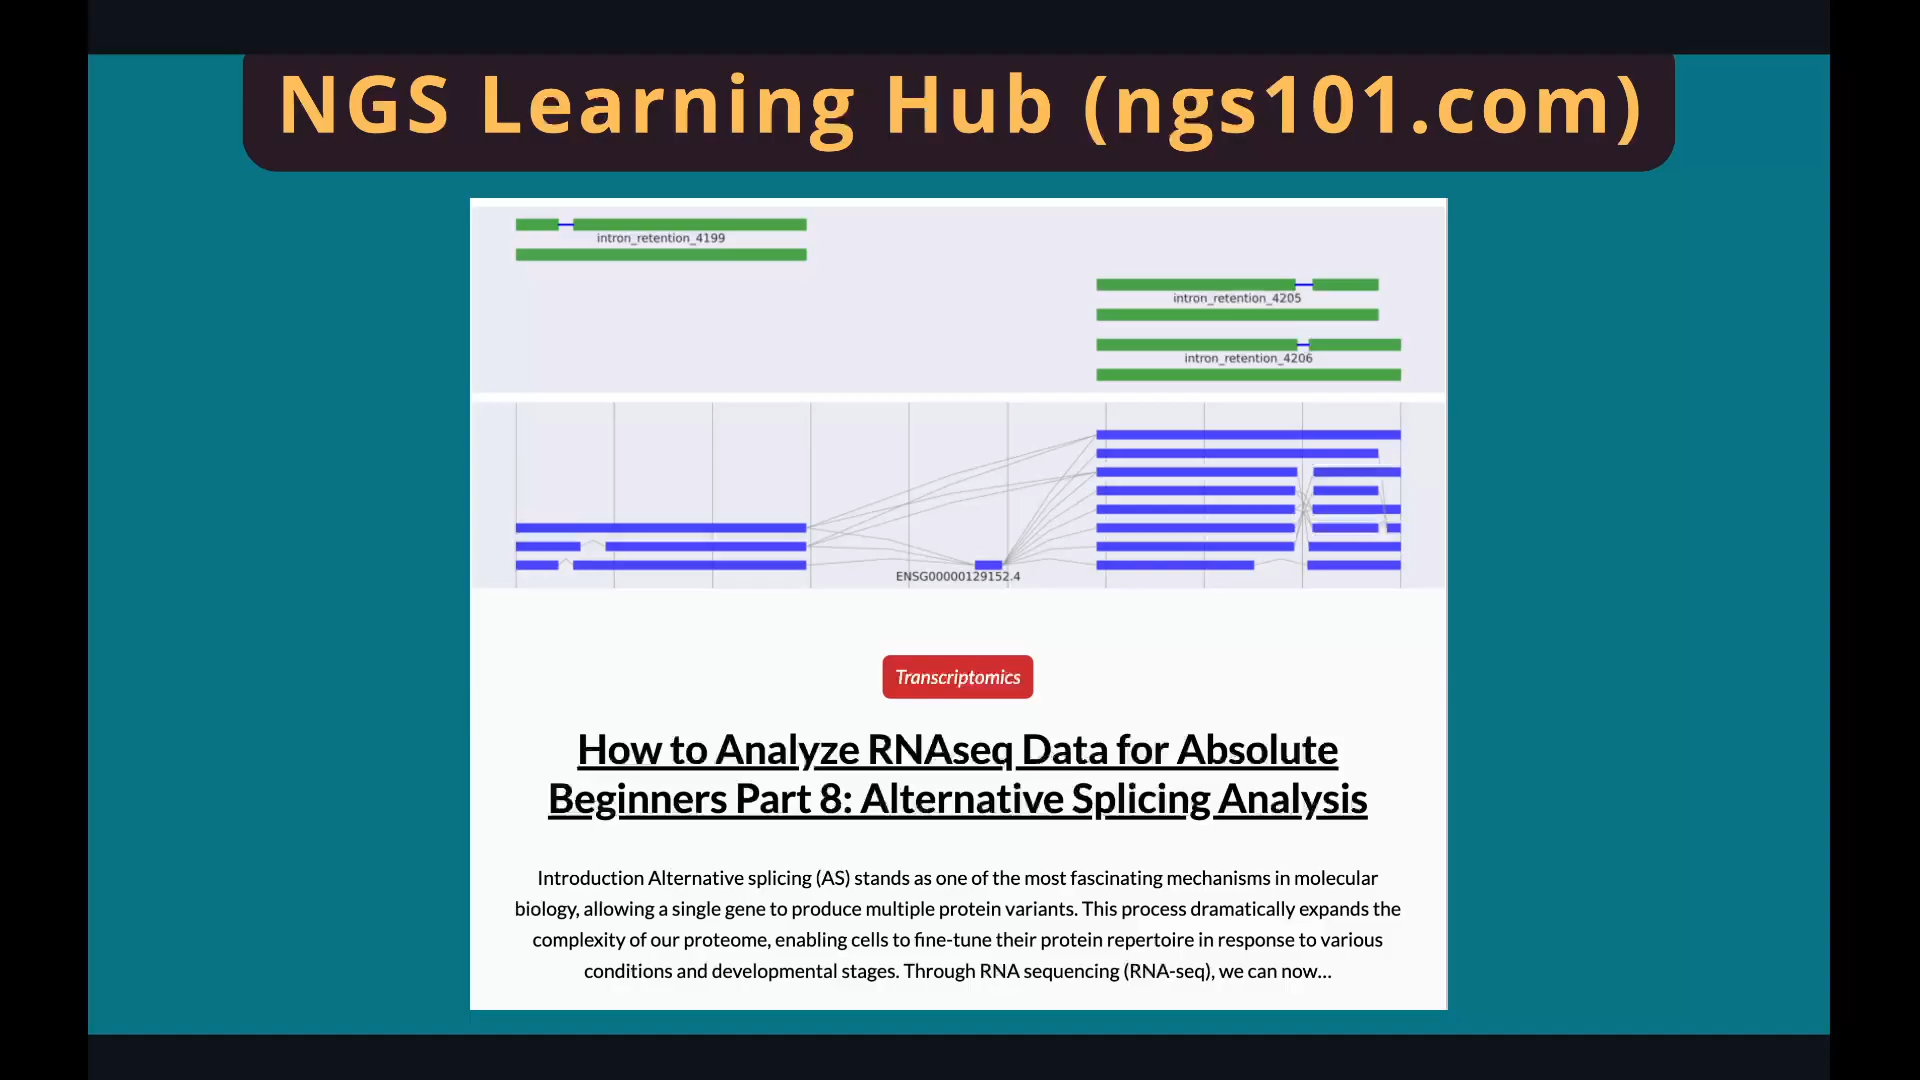 NGS Learning Hub (ngs101.com)
intron_retention_4199
intron_retention_4205
intron_retention_4206
ENSG00000129152.4
Transcriptomics
How to Analyze RNAseq Data for Absolute
Beginners Part 8: Alternative Splicing Analysis
Introduction Alternative splicing (AS) stands as one of the most fascinating mechanisms in molecular
biology, allowing a single gene to produce multiple protein variants. This process dramatically expands the
complexity of our proteome, enabling cells to fine-tune their protein repertoire in response to various
conditions and developmental stages. Through RNA sequencing (RNA-seq), we can now...